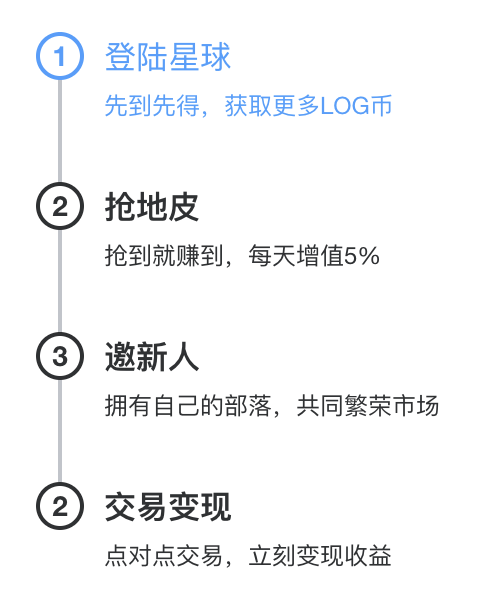 1 登陆星球
先到先得，获取更多LOG币
2 抢地皮
抢到就赚到，每天增值5%
3 邀新人
拥有自己的部落，共同繁荣市场
2 交易变现
点对点交易，立刻变现收益